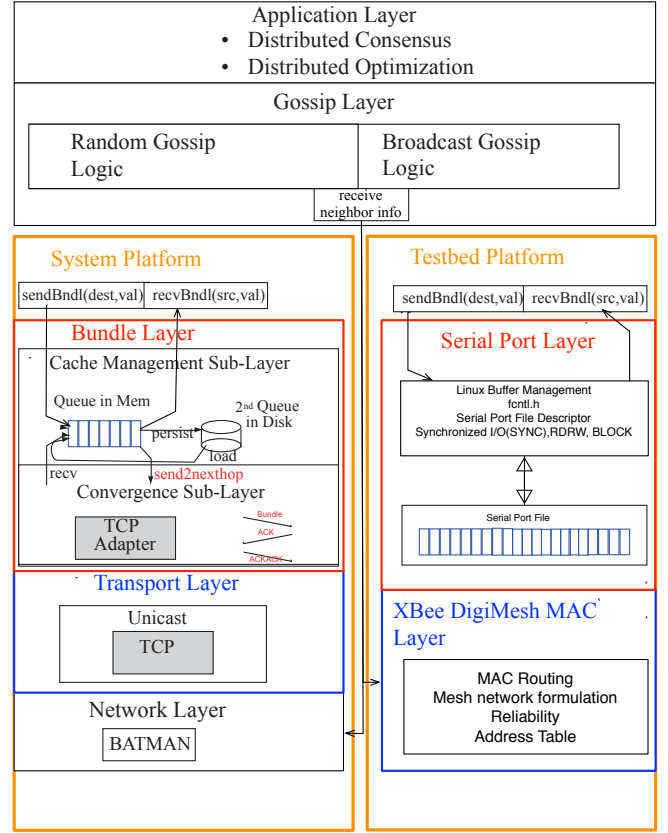 Application Layer
• Distributed Consensus
• Distributed Optimization
Gossip Layer
Random Gossip
Logic
Broadcast Gossip
Logic
receive
neighbor info
System Platform
sendBndl(dest,val)
recvBndl(src,val)
Bundle Layer
Cache Management Sub-Layer
Queue in Mem
2nd Queue
in Disk
persist
load
recv
send2nexthop
Convergence Sub-Layer
TCP
Adapter
Bundle
ACK
ACKACK
Transport Layer
Unicast
TCP
Network Layer
BATMAN
Testbed Platform
sendBndl(dest,val)
recvBndl(src,val)
Serial Port Layer
Linux Buffer Management
fcntl.h
Serial Port File Descriptor
Synchronized I/O(SYNC),RDRW, BLOCK
Serial Port File
XBee DigiMesh MAC
Layer
MAC Routing
Mesh network formulation
Reliability
Address Table